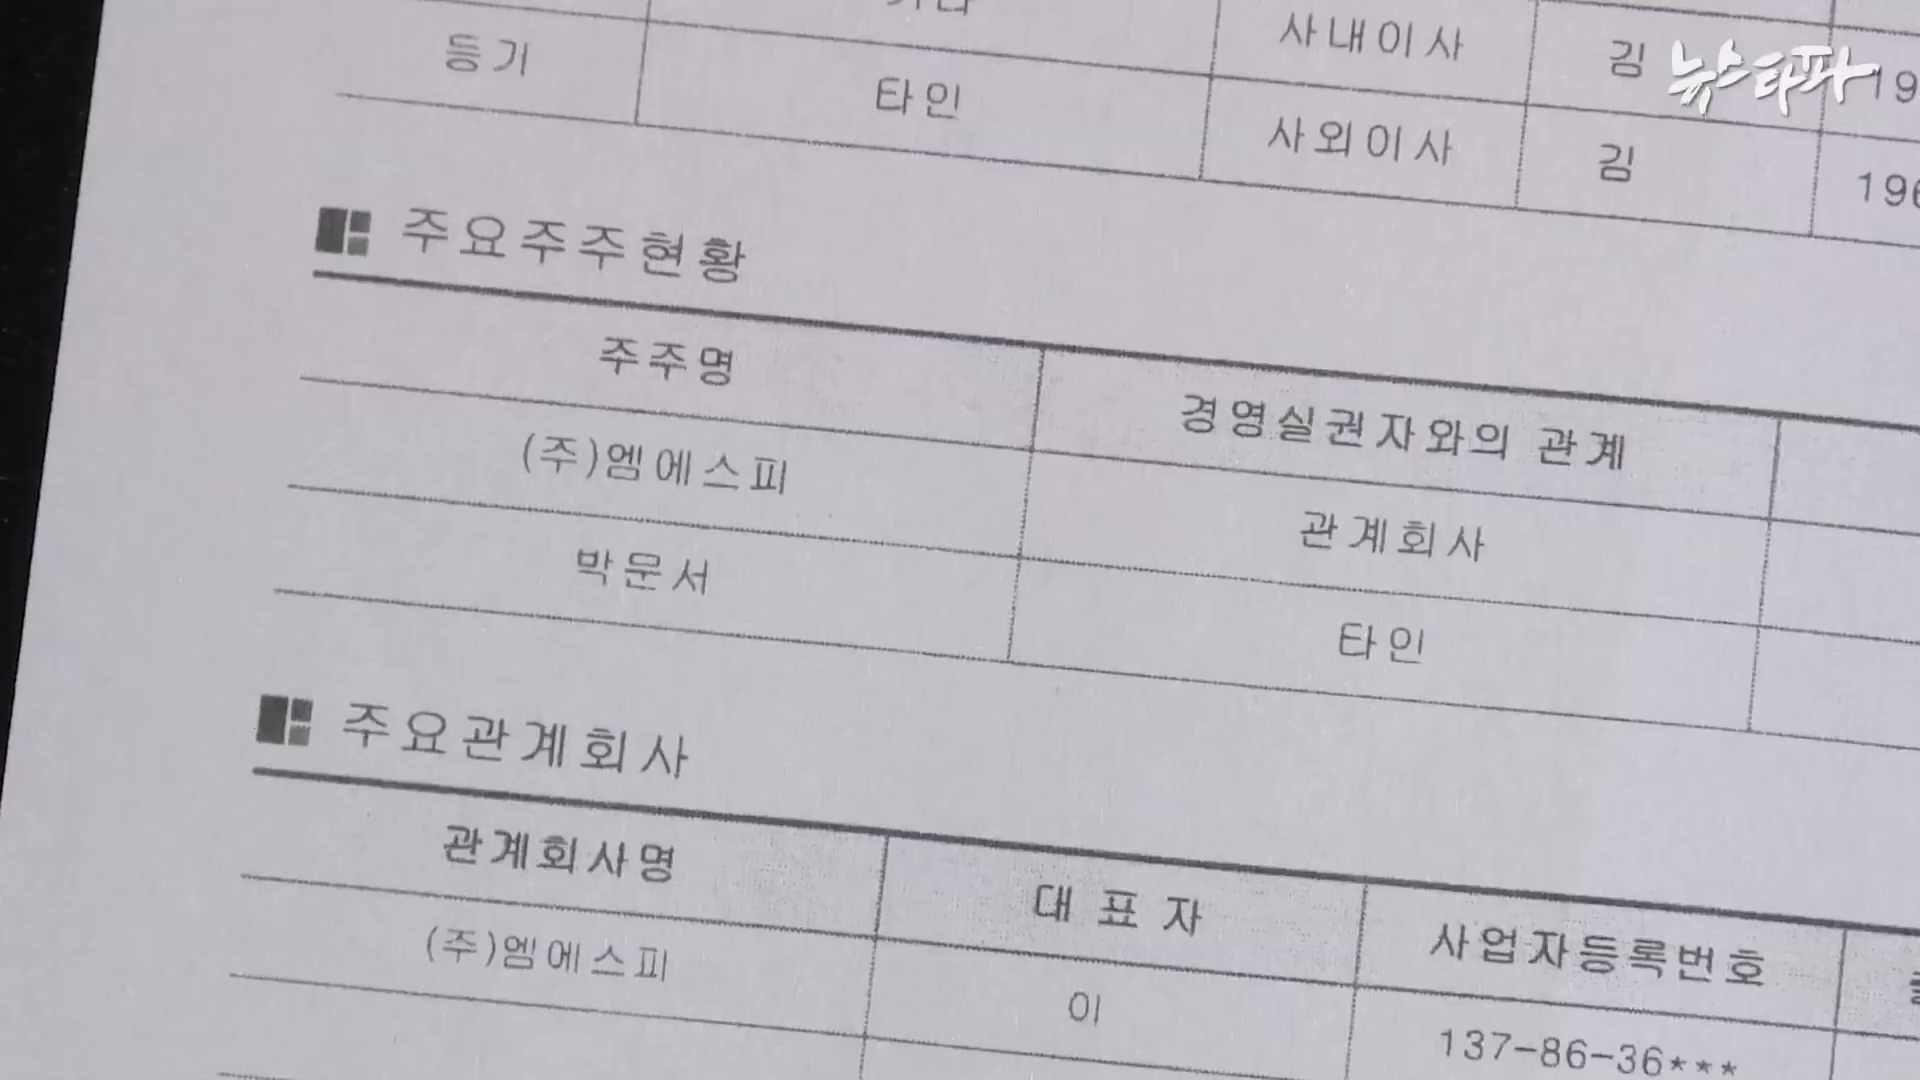 사내이사 김 19
등기 타인 사외이사 김 196
뉴스타파
주요주주현황
주주명 경영실권자와의 관계
(주)엠에스피 관계회사
박문서 타인
주요관계회사
관계회사명 대표자 사업자등록번호
(주)엠에스피 이 137-86-36***